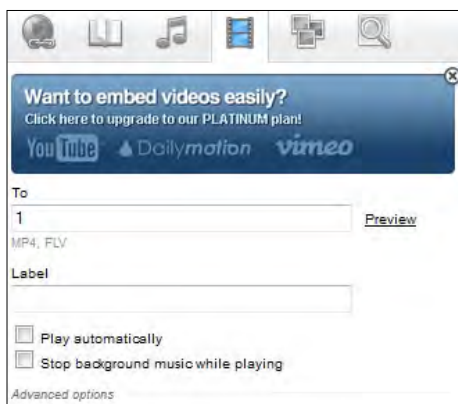 Want to embed videos easily?
Click here to upgrade to our PLATINUM plan!
YouTube Dailymotion vimeo
To
1 Preview
MP4, FLV
Label
Play automatically
Stop background music while playing
Advanced options